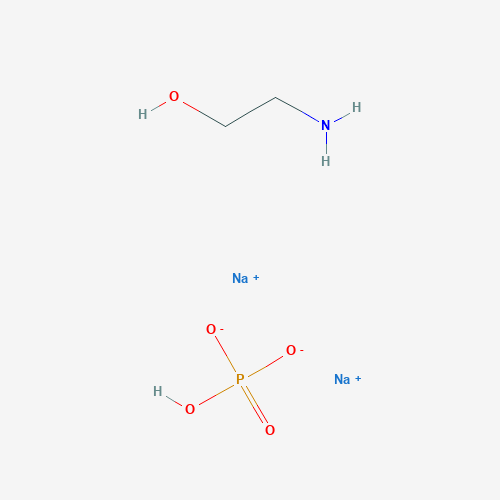 H O H
N
H
Na +
O - O -
H P Na +
O
O